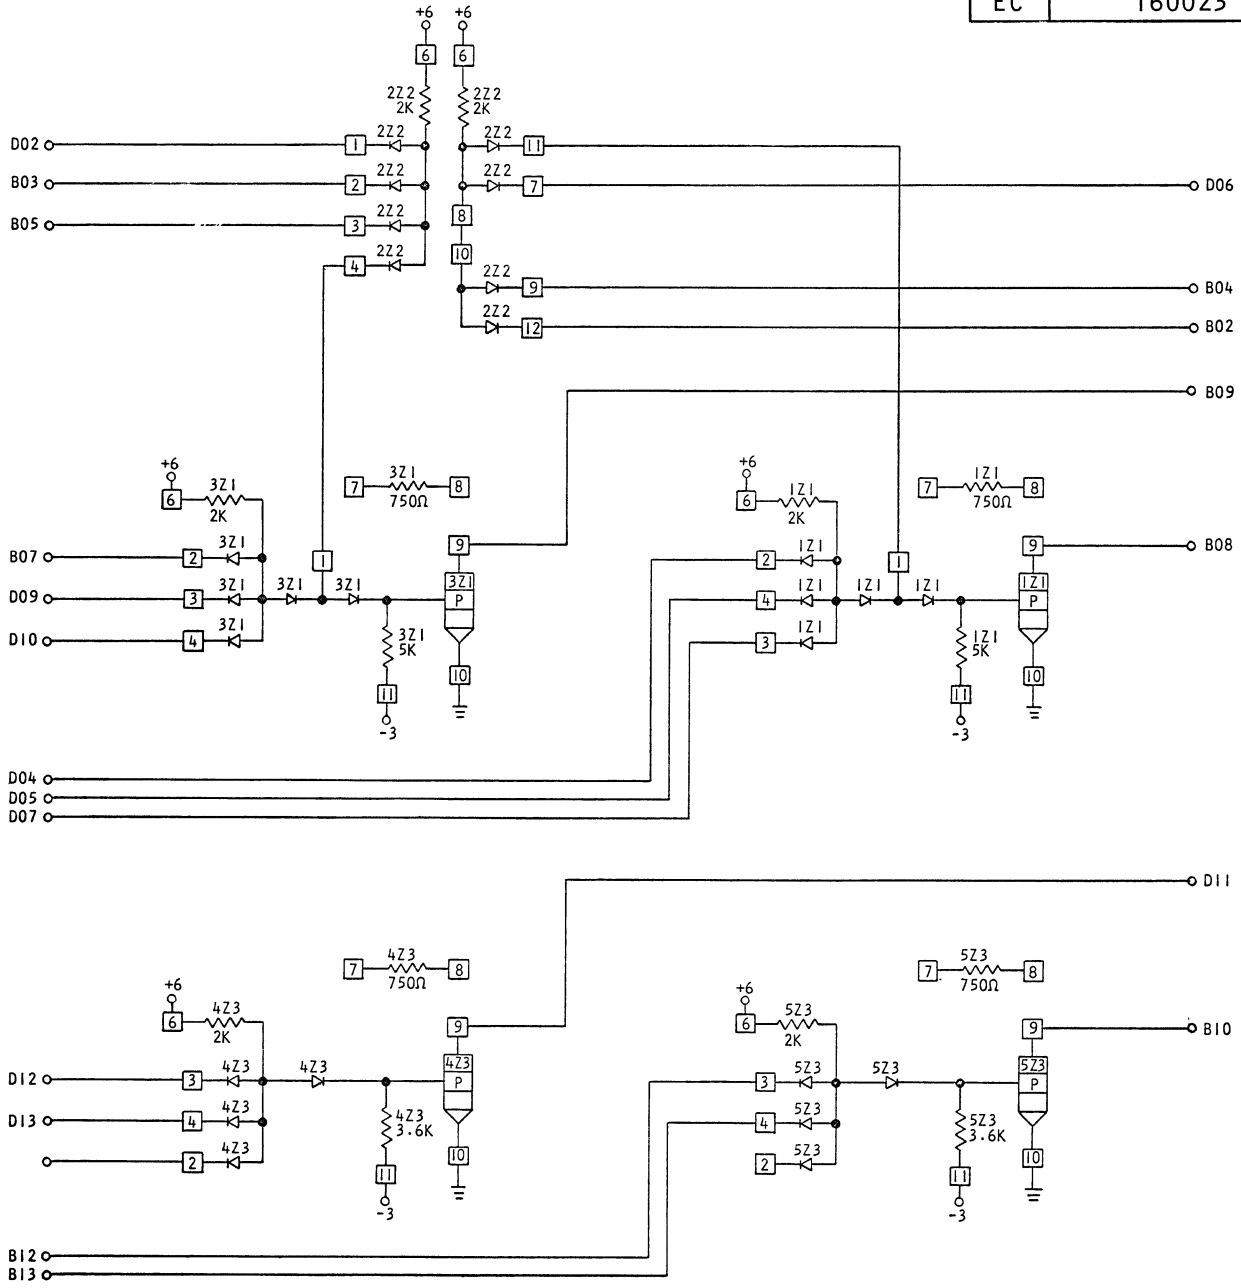 EC 160023
+6 +6
6 6
2Z2 2K 2Z2 2K
D02 1 2Z2 2Z2 11
B03 2 2Z2 2Z2 7 D06
B05 3 2Z2 8
4 2Z2 10
2Z2 9 B04
2Z2 12 B02
B09
+6 3Z1 7 3Z1 8 +6 1Z1 7 1Z1 8
6 2K 750Ω 6 2K 750Ω
B07 2 3Z1 1 9 2 1Z1 1 9 B08
D09 3 3Z1 3Z1 3Z1 3Z1 P 4 1Z1 1Z1 1Z1 1Z1 P
D10 4 3Z1 3Z1 5K 3 1Z1 1Z1 5K
11 10 11 10
-3 -3
D04
D05
D07
D11
7 4Z3 8 7 5Z3 8
750Ω 750Ω
+6 +6
6 4Z3 2K 9 6 5Z3 2K 9 B10
D12 3 4Z3 4Z3 4Z3 P 3 5Z3 5Z3 5Z3 P
D13 4 4Z3 4Z3 3.6K 4 5Z3 5Z3 3.6K
2 4Z3 11 10 2 5Z3 11 10
-3 -3
B12
B13